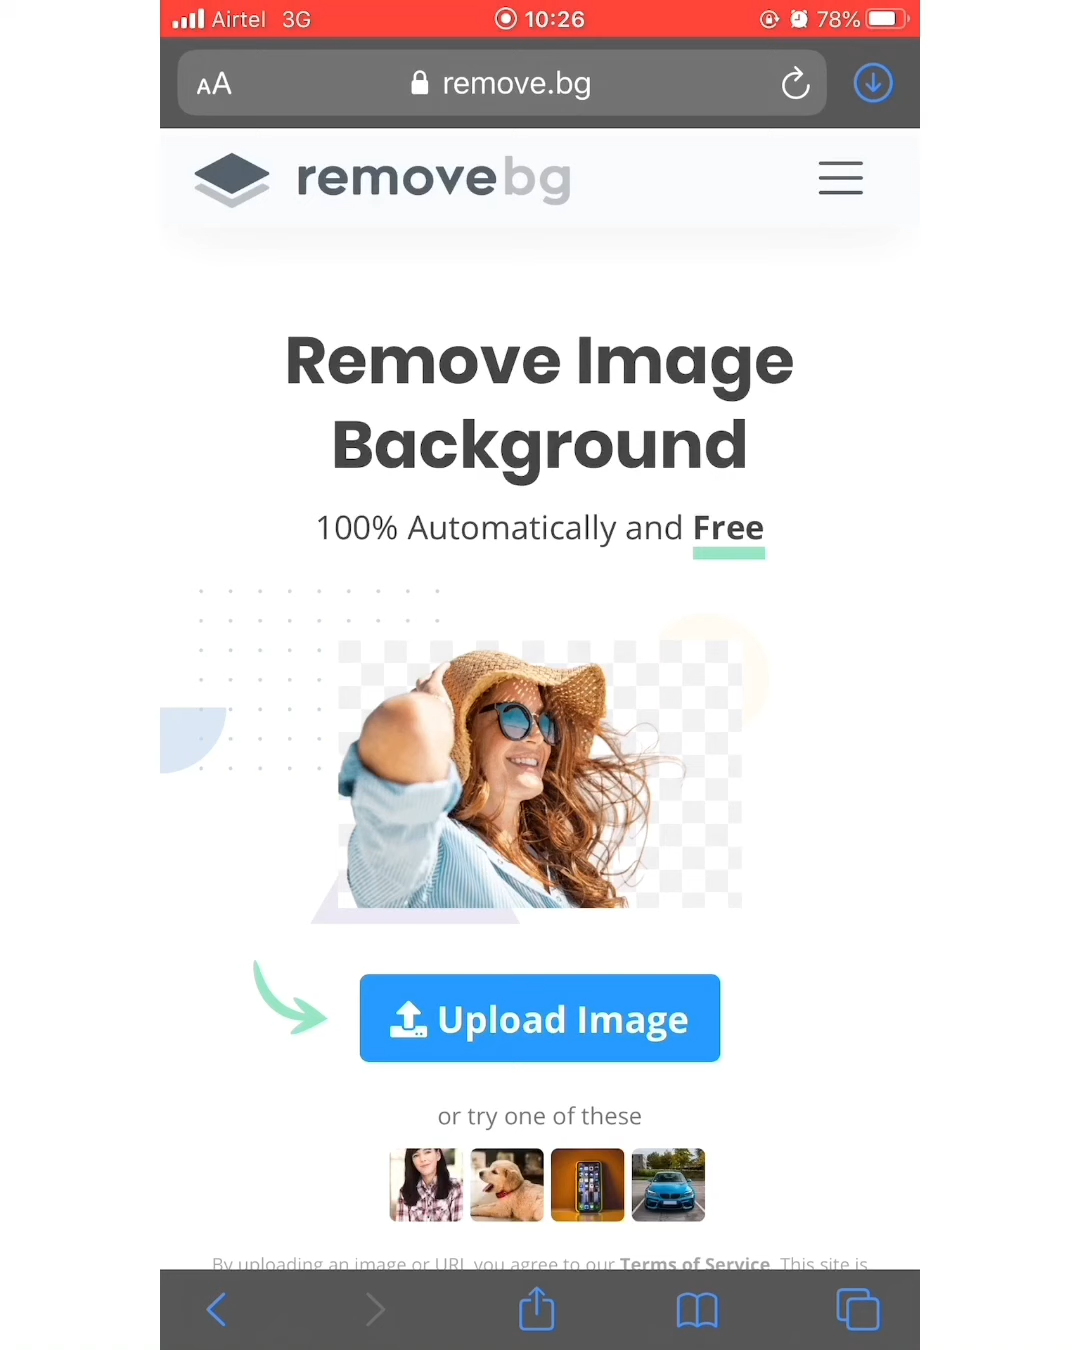 Airtel 3G 10:26 78%
AA remove.bg
removebg
Remove Image
Background
100% Automatically and Free
Upload Image
or try one of these
By uploading an image or URL you agree to our Terms of Service. This site is